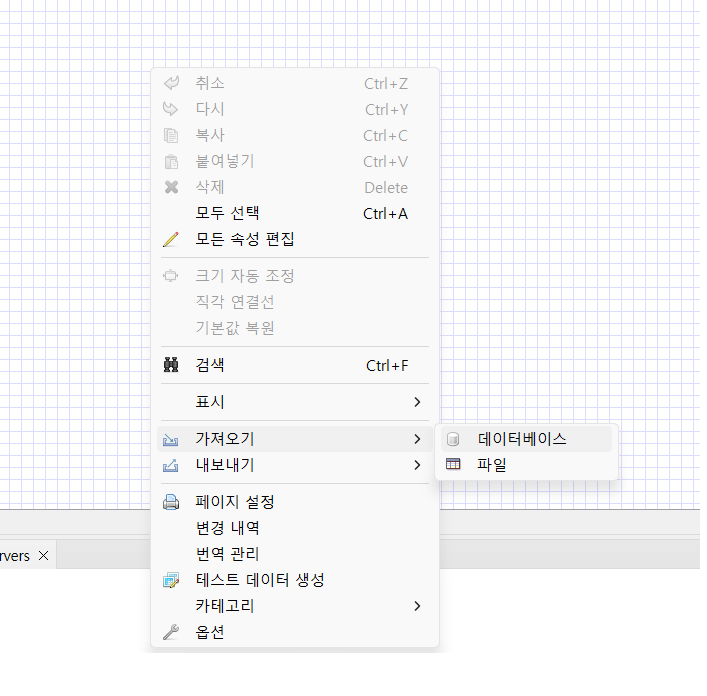 취소 Ctrl+Z
다시 Ctrl+Y
복사 Ctrl+C
붙여넣기 Ctrl+V
삭제 Delete
모두 선택 Ctrl+A
모든 속성 편집
크기 자동 조정
직각 연결선
기본값 복원
검색 Ctrl+F
표시
가져오기
데이터베이스
내보내기
파일
페이지 설정
변경 내역
rvers
번역 관리
테스트 데이터 생성
카테고리
옵션